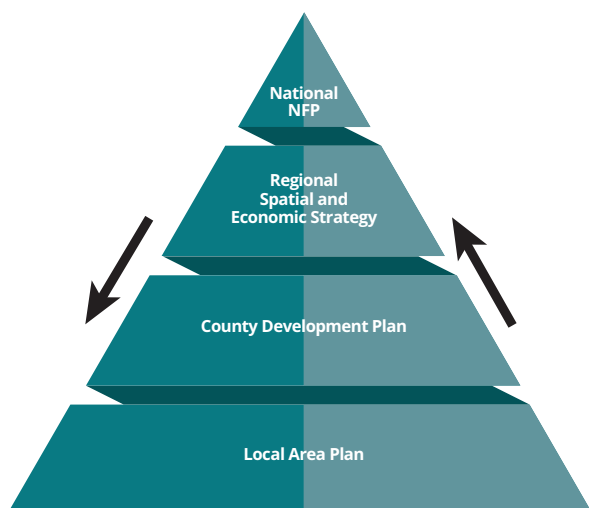 National
NFP
Regional
Spatial and
Economic Strategy
County Development Plan
Local Area Plan